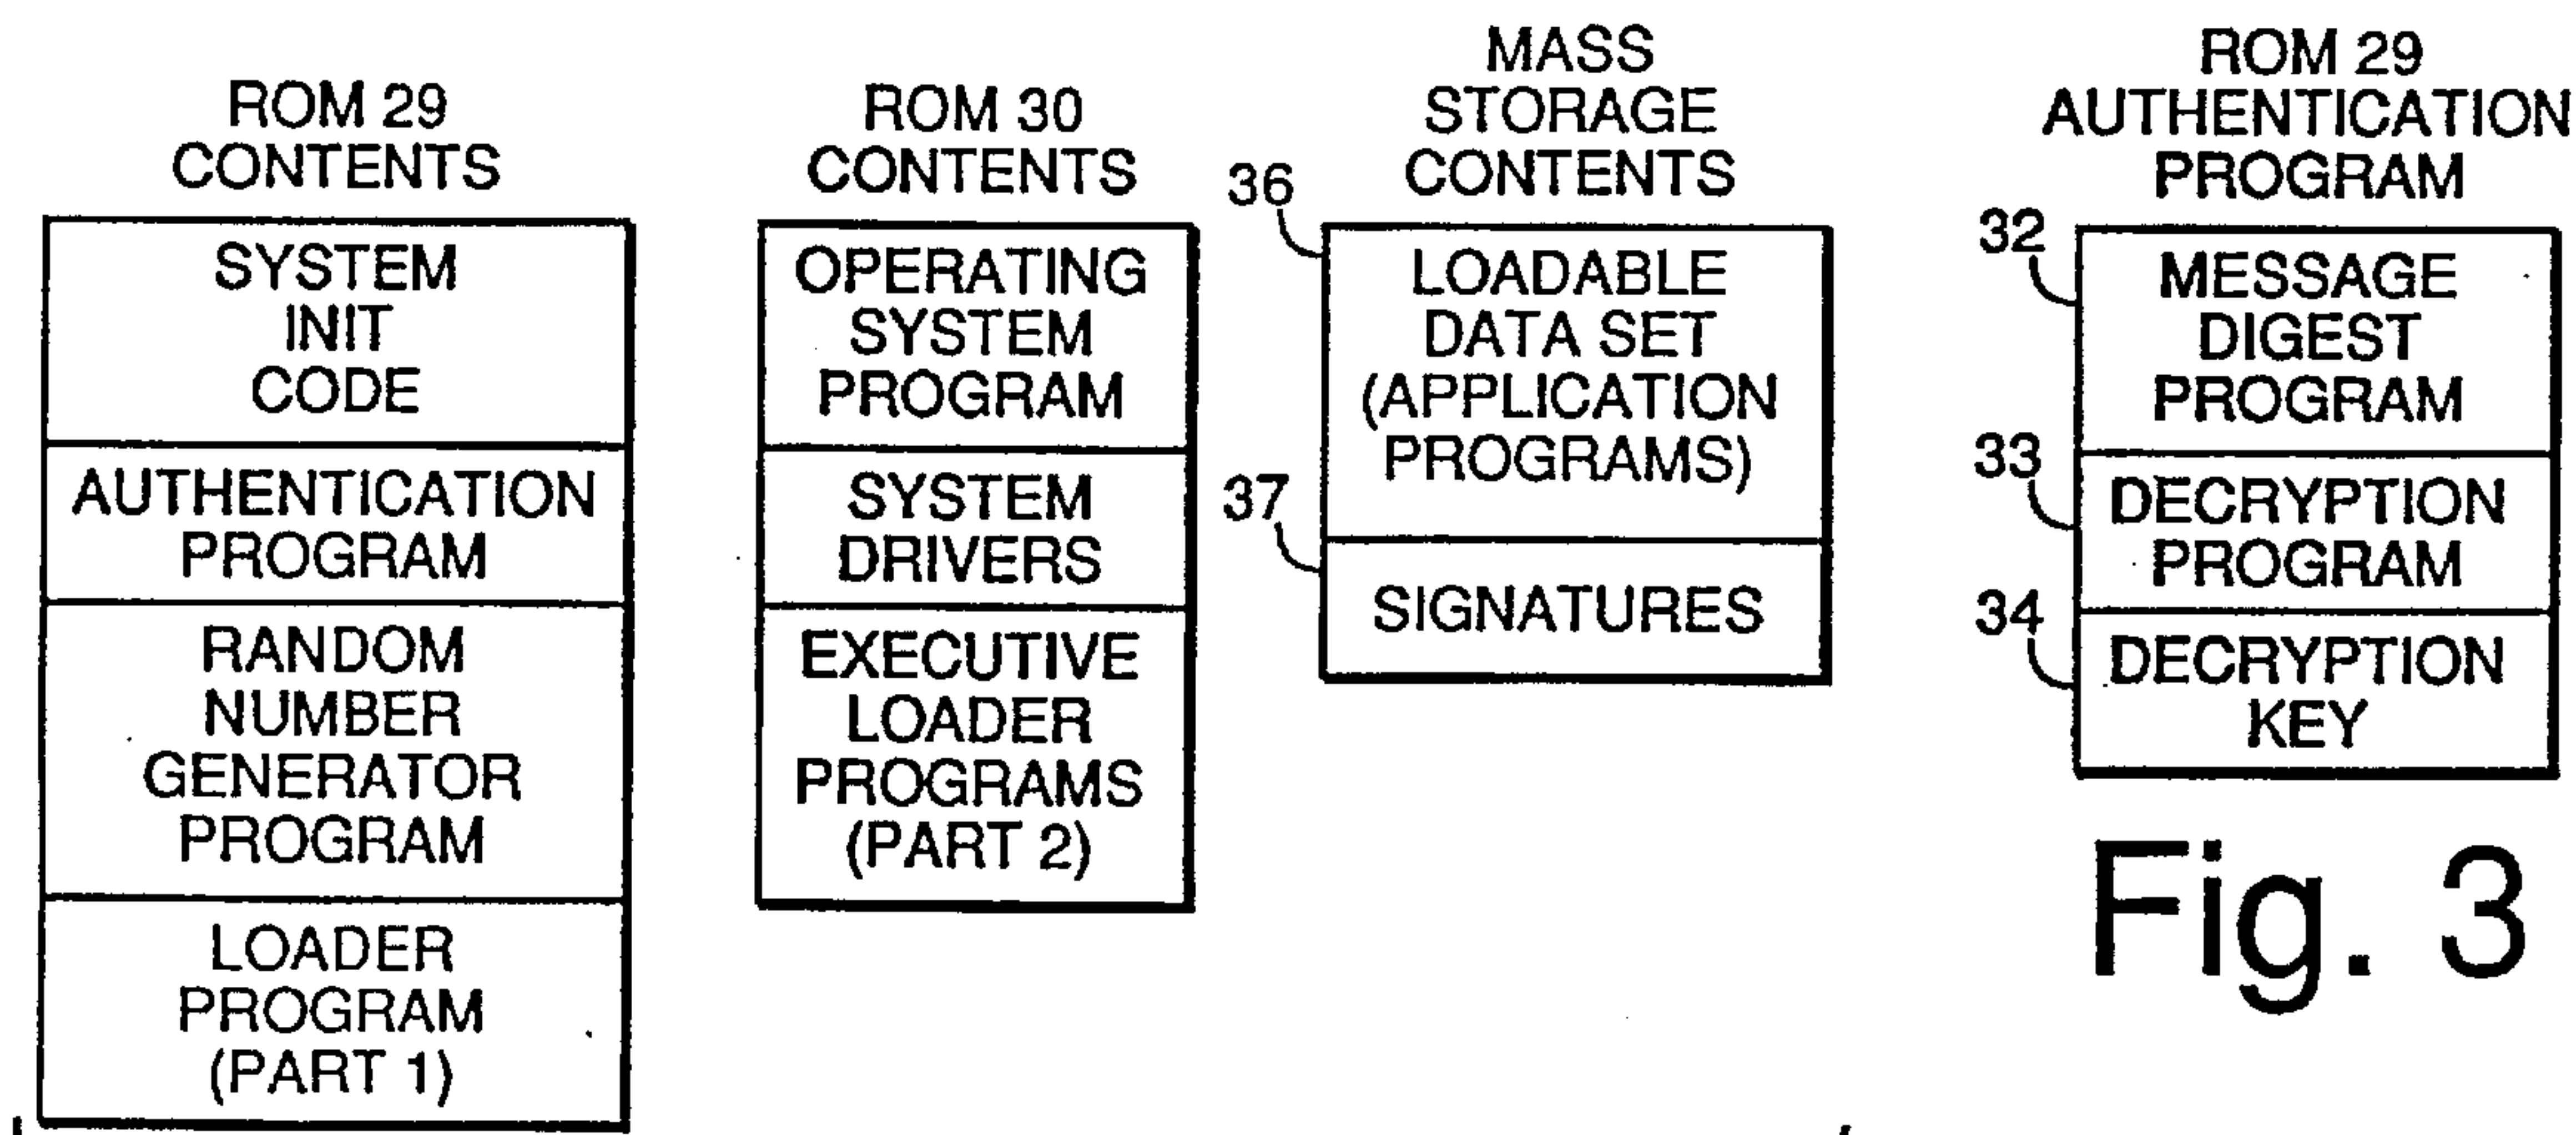 ROM 29
CONTENTS
SYSTEM
INIT
CODE
AUTHENTICATION
PROGRAM
RANDOM
NUMBER
GENERATOR
PROGRAM
LOADER
PROGRAM
(PART 1)
ROM 30
CONTENTS
OPERATING
SYSTEM
PROGRAM
SYSTEM
DRIVERS
EXECUTIVE
LOADER
PROGRAMS
(PART 2)
MASS
STORAGE
CONTENTS
36
LOADABLE
DATA SET
(APPLICATION
PROGRAMS)
37
SIGNATURES
ROM 29
AUTHENTICATION
PROGRAM
32
MESSAGE
DIGEST
PROGRAM
33
DECRYPTION
PROGRAM
34
DECRYPTION
KEY
Fig. 3